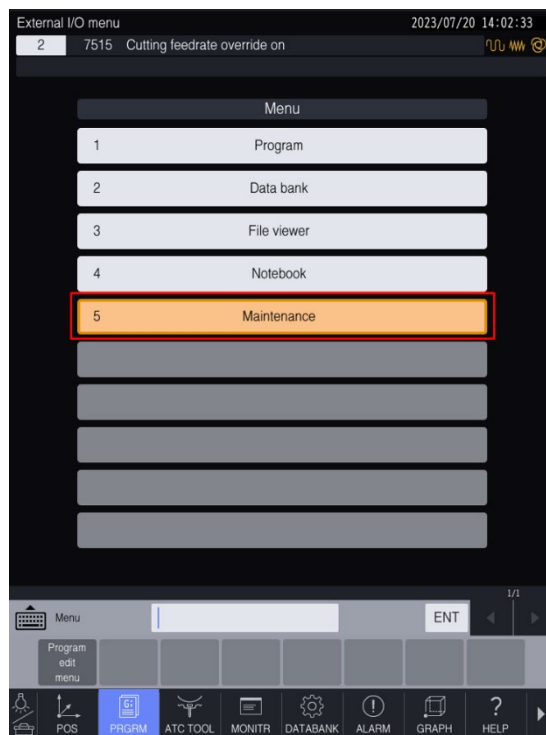 External I/O menu 2023/07/20 14:02:33
2 7515 Cutting feedrate override on
Menu
1 Program
2 Data bank
3 File viewer
4 Notebook
5 Maintenance
1/1
Menu ENT
Program
edit
menu
POS PRGRM ATC TOOL MONITR DATABANK ALARM GRAPH HELP